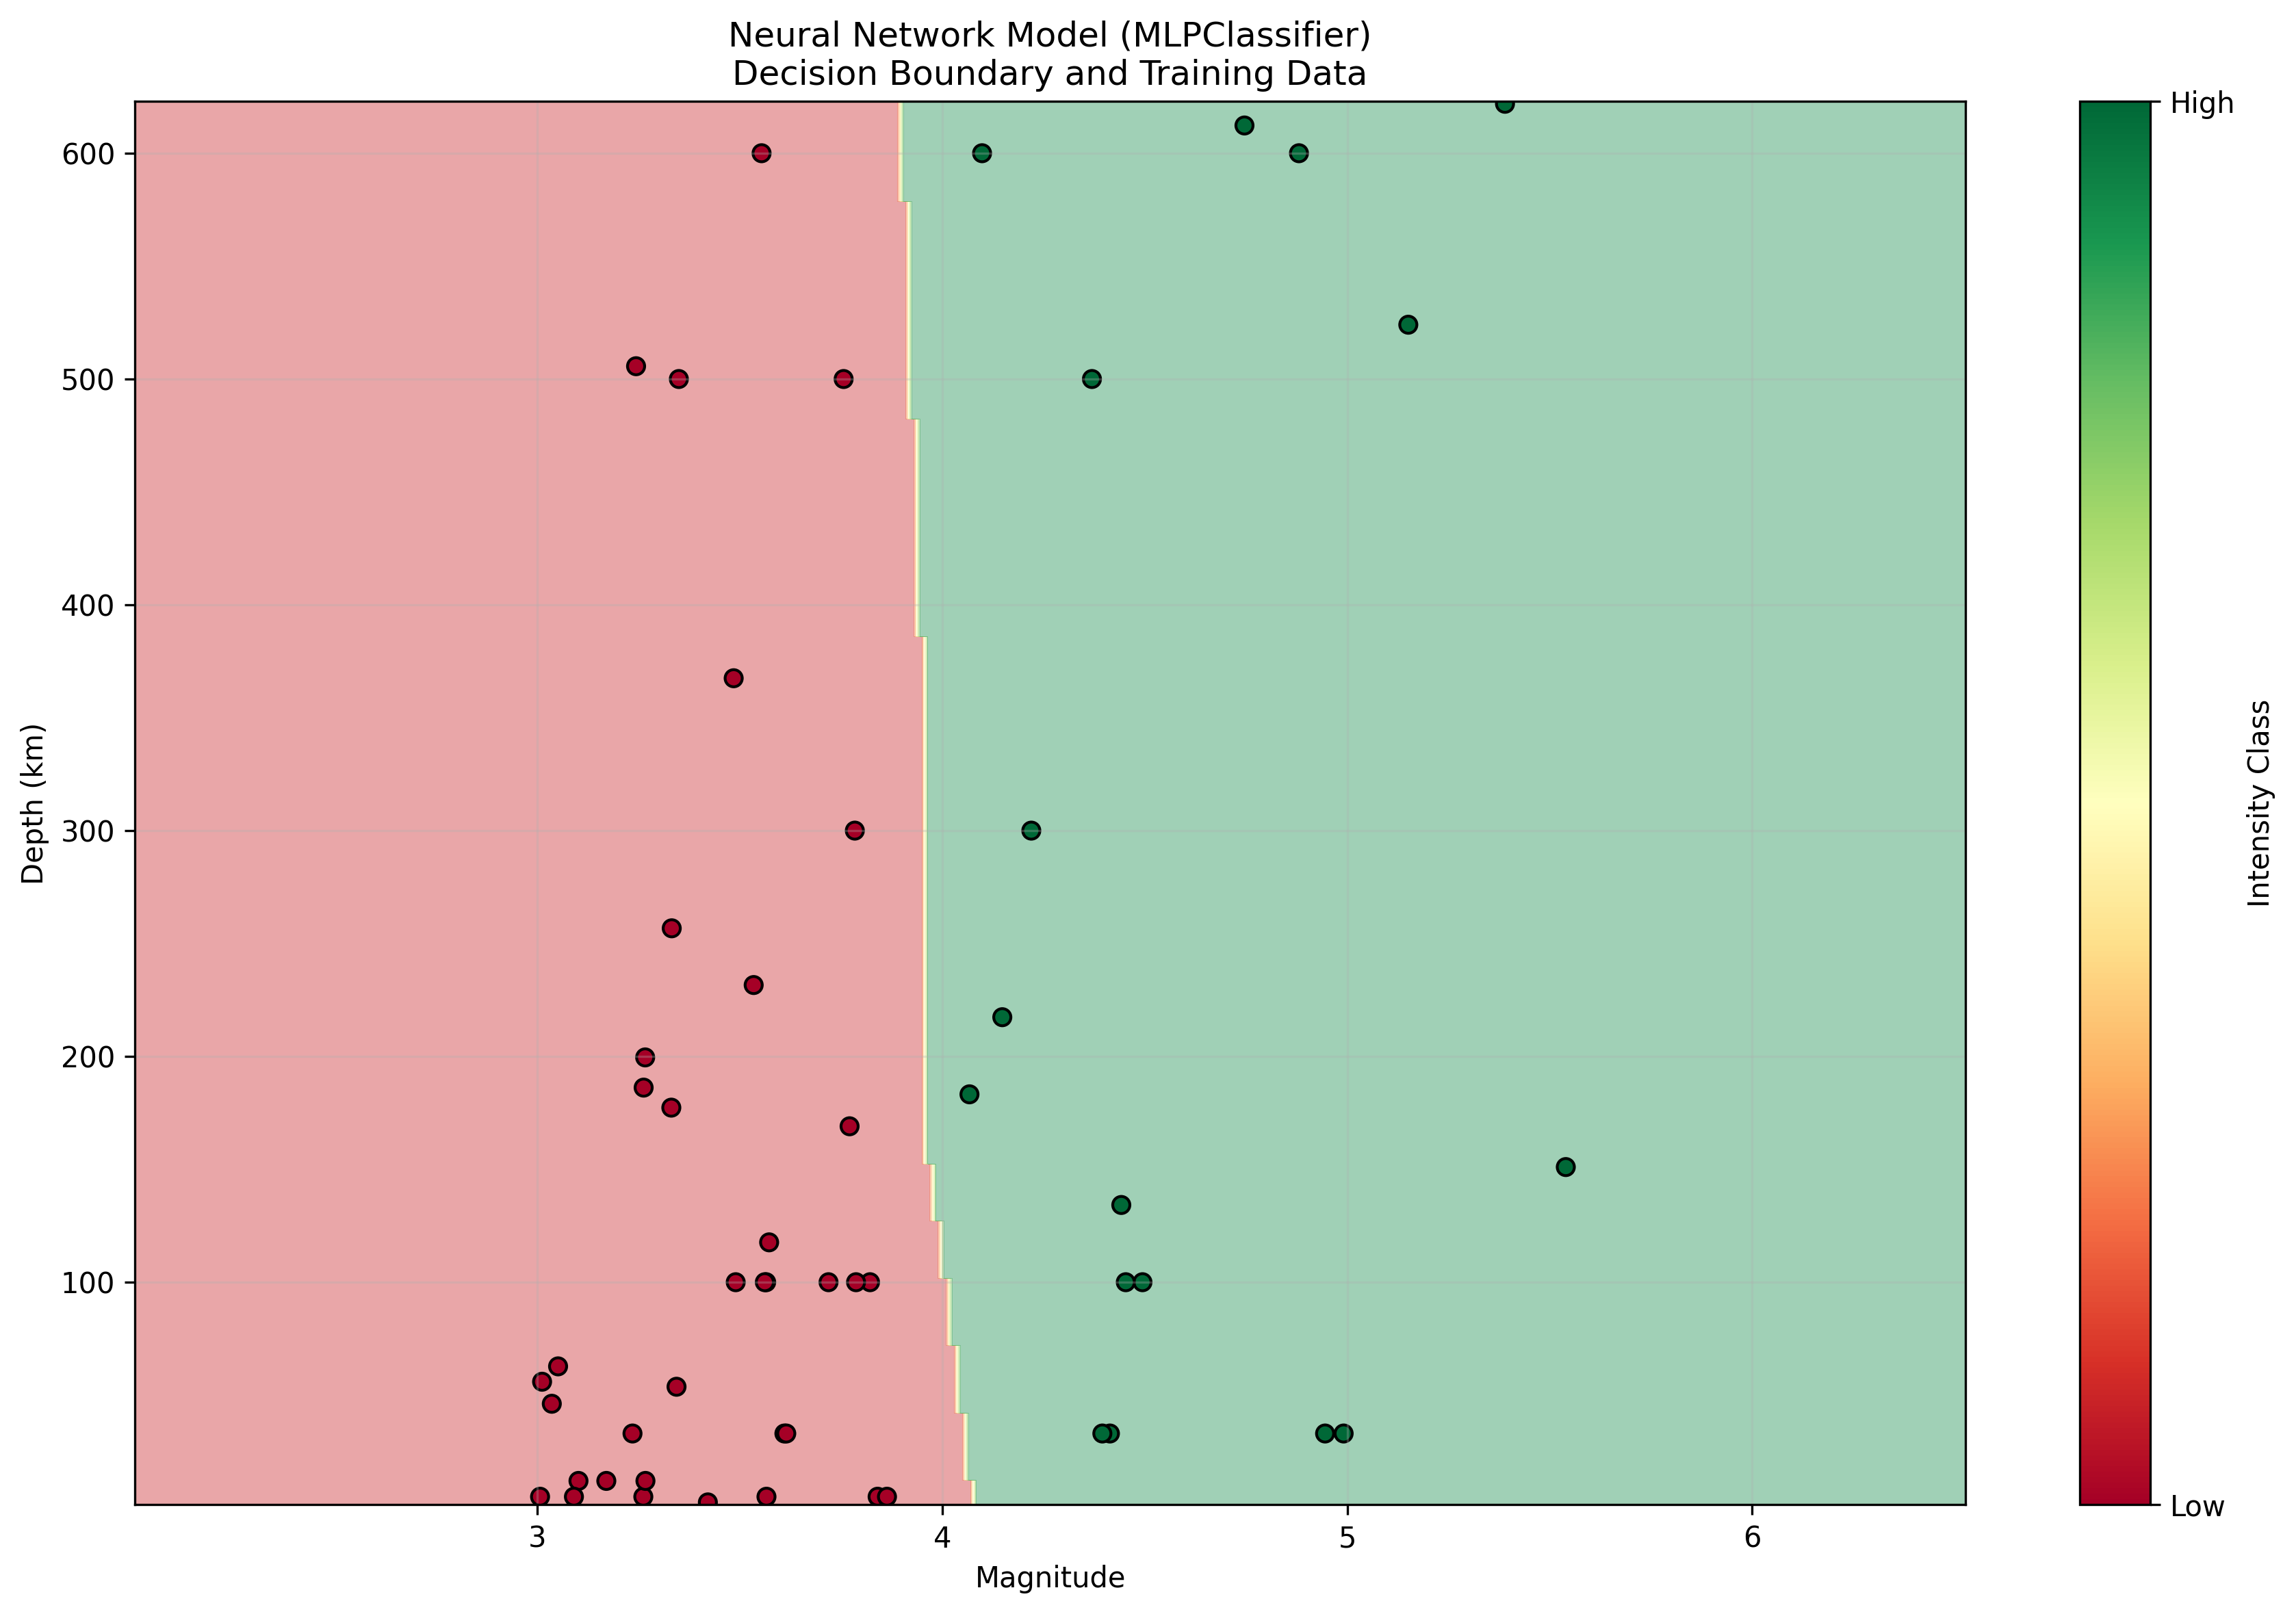 Neural Network Model (MLPClassifier)
Decision Boundary and Training Data
High
600
500
400
300
200
100
Depth (km)
Intensity Class
Low
3
4
5
6
Magnitude